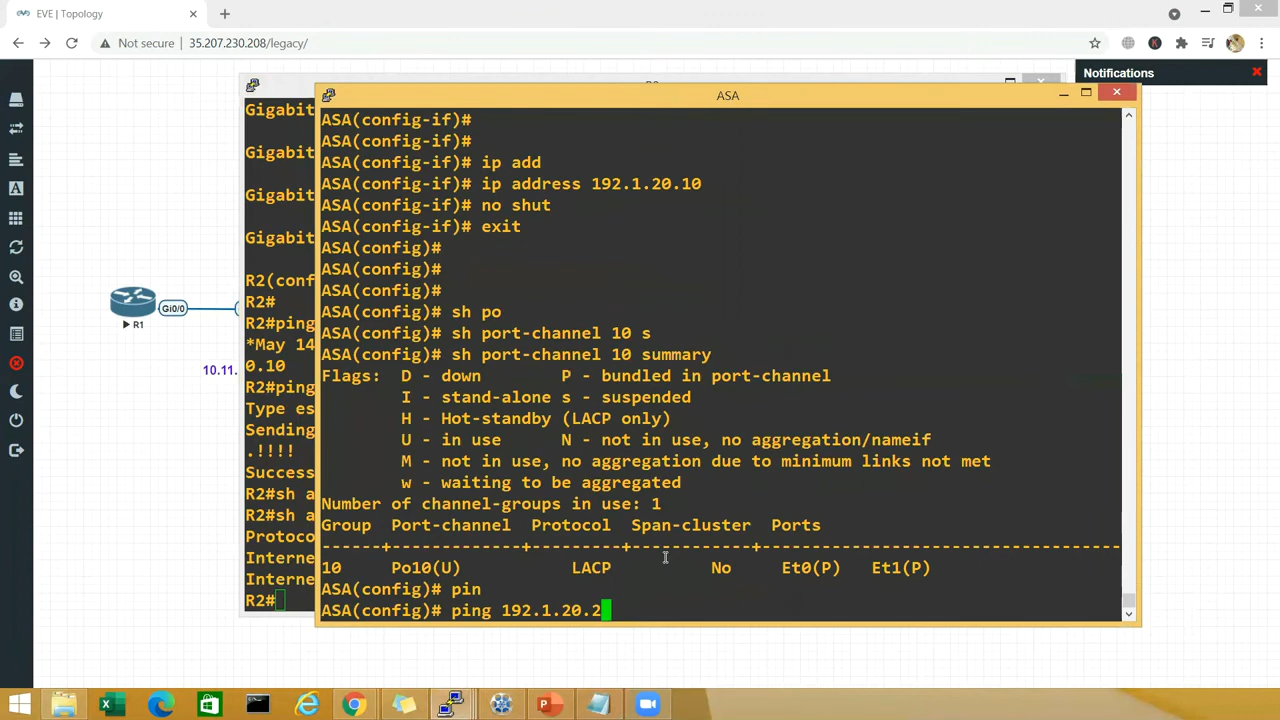 EVE | Topology
Not secure
35.207.230.208/legacy/
Notifications
ASA
Gigabit
Gigabit
Gigabit
Gigabit
R2(conf
R2#
R2#ping
*May 14
0.10
R2#ping
Type es
Sending
.!!!!
Success
R2#sh a
R2#sh a
Protoco
Interne
Interne
R2#
ASA(config-if)#
ASA(config-if)#
ASA(config-if)# ip add
ASA(config-if)# ip address 192.1.20.10
ASA(config-if)# no shut
ASA(config-if)# exit
ASA(config)#
ASA(config)#
ASA(config)#
ASA(config)# sh po
ASA(config)# sh port-channel 10 s
ASA(config)# sh port-channel 10 summary
Flags:  D - down        P - bundled in port-channel
        I - stand-alone s - suspended
        H - Hot-standby (LACP only)
        U - in use      N - not in use, no aggregation/nameif
        M - not in use, no aggregation due to minimum links not met
        w - waiting to be aggregated
Number of channel-groups in use: 1
Group  Port-channel  Protocol  Span-cluster  Ports
------+-------------+---------+------------+------------------------------------
10     Po10(U)           LACP          No     Et0(P)   Et1(P)
ASA(config)# pin
ASA(config)# ping 192.1.20.2
Gi0/0
R1
10.11.